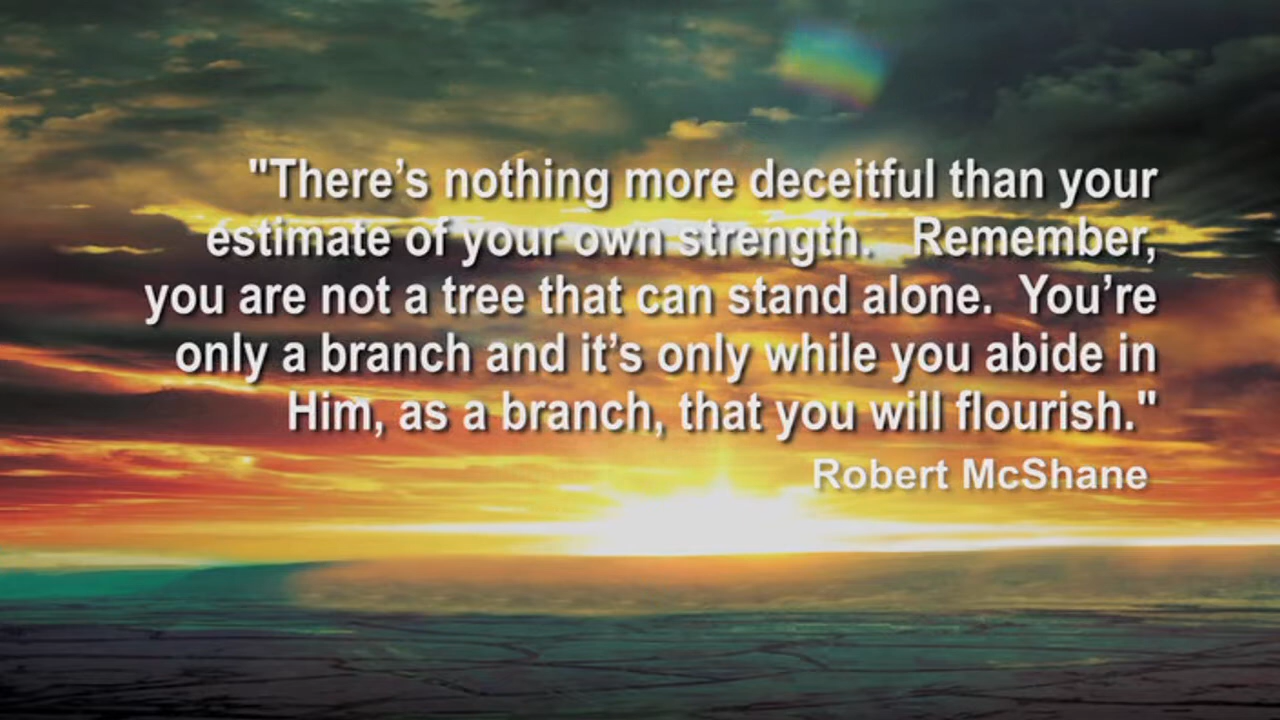 "There’s nothing more deceitful than your
estimate of your own strength.  Remember,
you are not a tree that can stand alone.  You’re
only a branch and it’s only while you abide in
Him, as a branch, that you will flourish."
Robert McShane